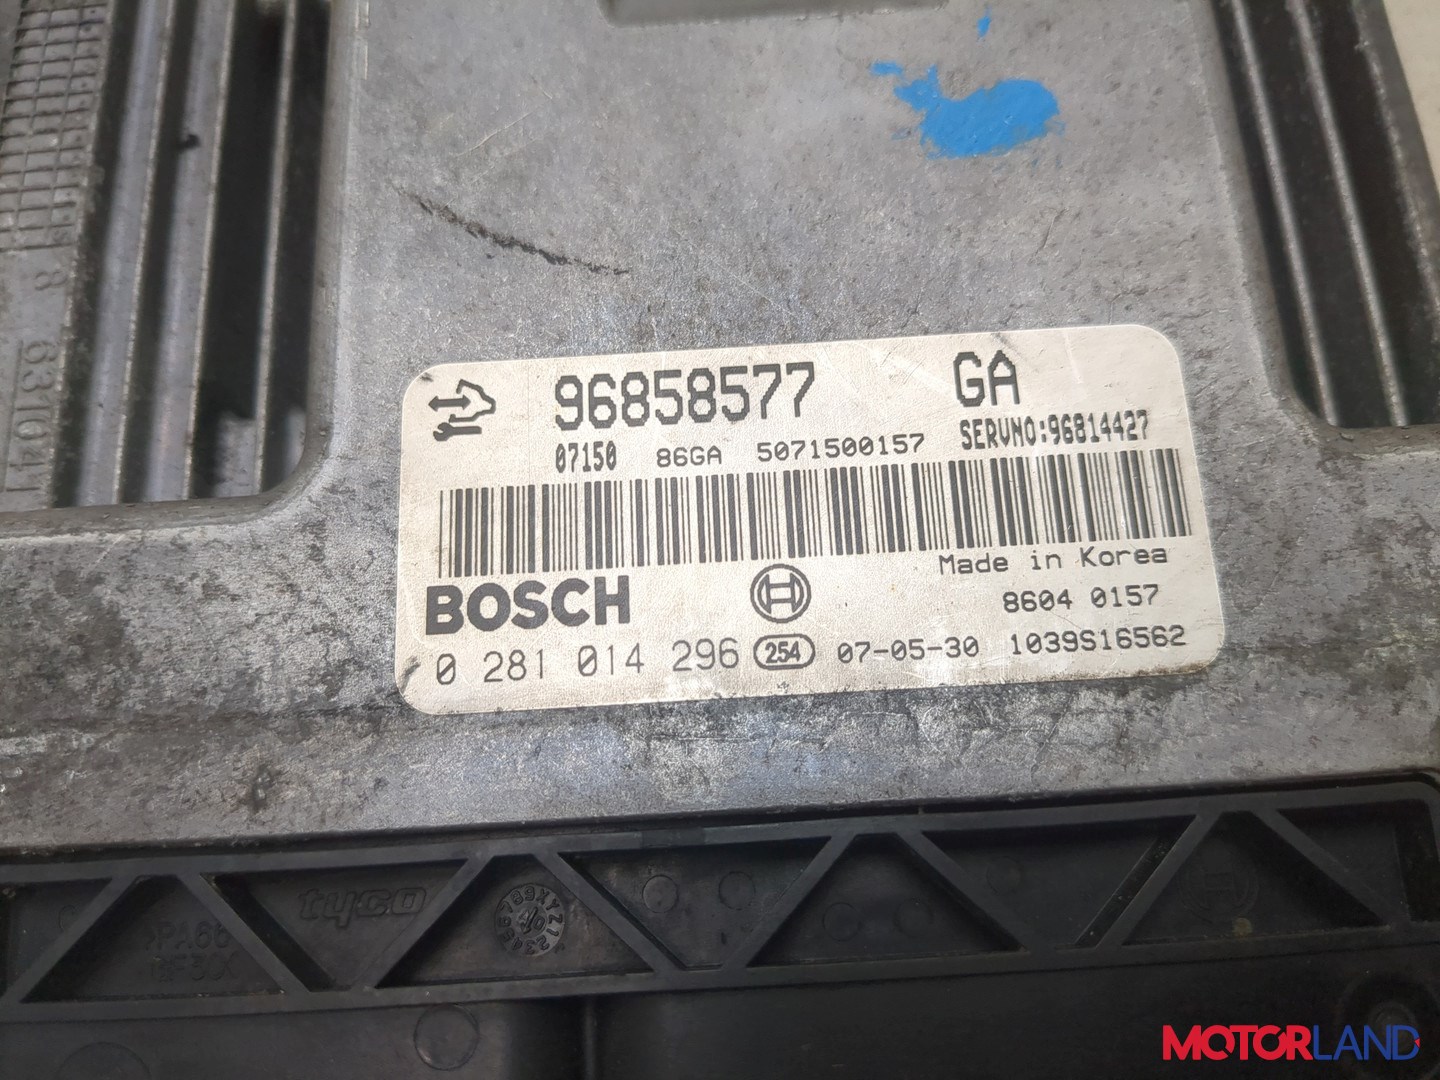 96858577 GA
07150 86GA 5071500157 SERVNO:96814427
Made in Korea
BOSCH
8604 0157
0 281 014 296 254 07-05-30 1039S16562
tyco
MOTORLAND